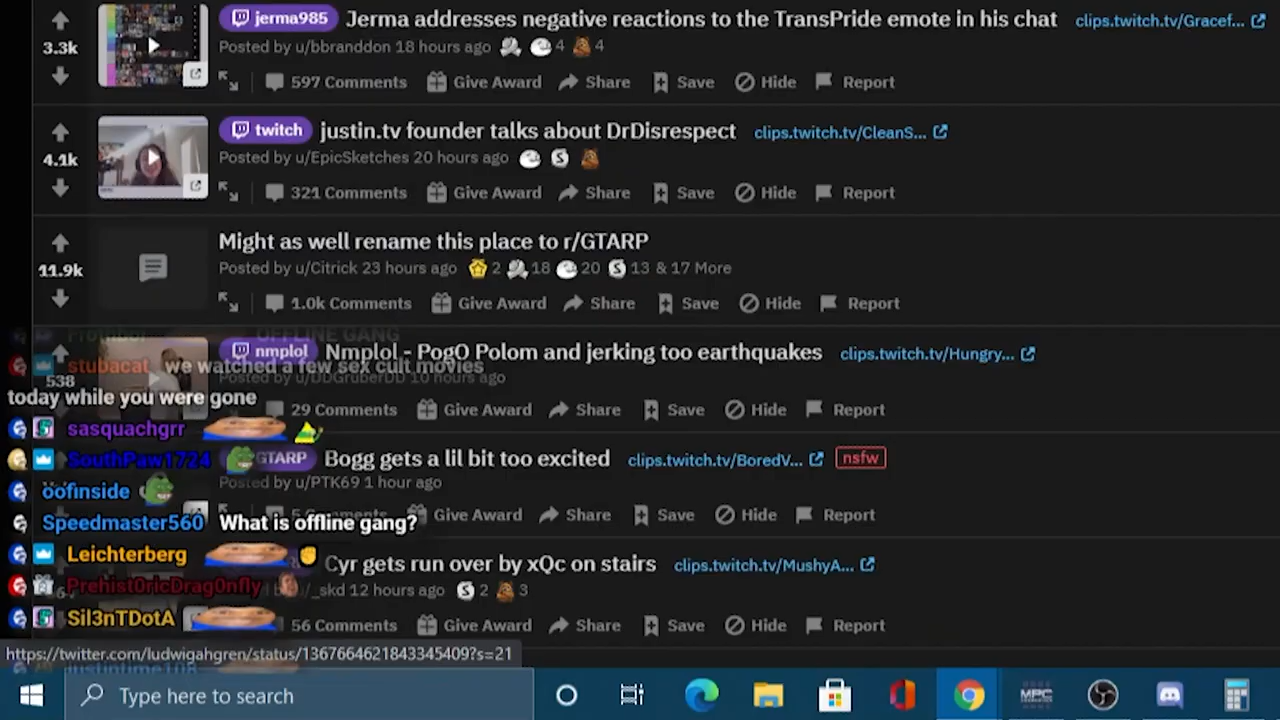 jerma985 Jerma addresses negative reactions to the TransPride emote in his chat clips.twitch.tv/Gracef...
3.3k
Posted by u/bbranddon 18 hours ago 4 4
597 Comments Give Award Share Save Hide Report
twitch justin.tv founder talks about DrDisrespect clips.twitch.tv/CleanS...
4.1k
Posted by u/EpicSketches 20 hours ago
321 Comments Give Award Share Save Hide Report
Might as well rename this place to r/GTARP
11.9k
Posted by u/Citrick 23 hours ago 2 18 20 13 & 17 More
1.0k Comments Give Award Share Save Hide Report
OFFLINE GANG
nmplol Nmplol - PogO Polom and jerking too earthquakes clips.twitch.tv/Hungry...
stubacat we watched a few sex cult movies
538
Posted by u/DDGruberDD 10 hours ago
today while you were gone
29 Comments Give Award Share Save Hide Report
sasquachgrr
SouthPaw1724
GTARP Bogg gets a lil bit too excited clips.twitch.tv/BoredV... nsfw
Posted by u/PTK69 1 hour ago
oofinside
5 Comments Give Award Share Save Hide Report
Speedmaster560 What is offline gang?
Leichterberg
Cyr gets run over by xQc on stairs clips.twitch.tv/MushyA...
Prehist0ricDrag0nfly
/_skd 12 hours ago 2 3
Sil3nTDotA
56 Comments Give Award Share Save Hide Report
https://twitter.com/ludwigahgren/status/1367664621843345409?s=21
justintime108
Type here to search
MPC